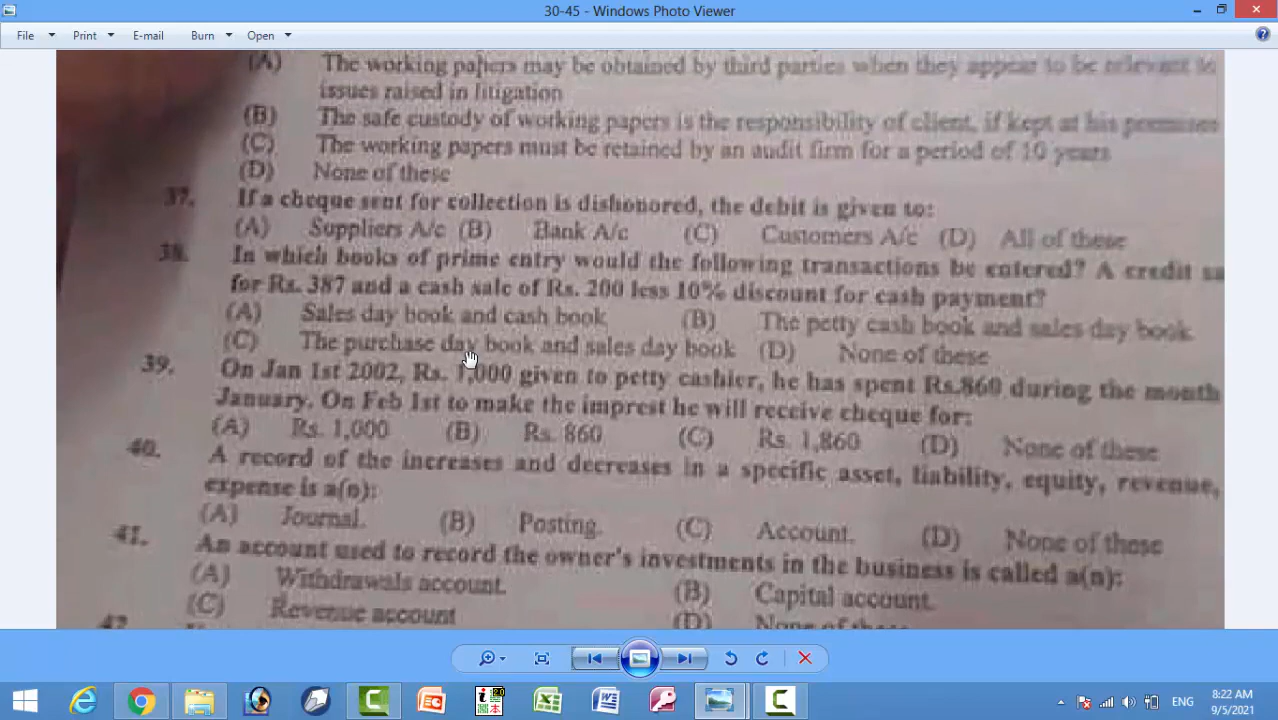 30-45 - Windows Photo Viewer
File Print E-mail Burn Open
(A) The working papers may be obtained by third parties when they appear to be relevant to
issues raised in litigation
(B) The safe custody of working papers is the responsibility of client, if kept at his premises
(C) The working papers must be retained by an audit firm for a period of 10 years
(D) None of these
37. If a cheque sent for collection is dishonored, the debit is given to:
(A) Suppliers A/c (B) Bank A/c (C) Customers A/c (D) All of these
38. In which books of prime entry would the following transactions be entered? A credit sa
for Rs. 387 and a cash sale of Rs. 200 less 10% discount for cash payment?
(A) Sales day book and cash book (B) The petty cash book and sales day book
(C) The purchase day book and sales day book (D) None of these
39. On Jan 1st 2002, Rs. 1,000 given to petty cashier, he has spent Rs.860 during the month
January. On Feb 1st to make the imprest he will receive cheque for:
(A) Rs. 1,000 (B) Rs. 860 (C) Rs. 1,860 (D) None of these
40. A record of the increases and decreases in a specific asset, liability, equity, revenue,
expense is a(n):
(A) Journal. (B) Posting. (C) Account. (D) None of these
41. An account used to record the owner's investments in the business is called a(n):
(A) Withdrawals account. (B) Capital account.
(C) Revenue account (D) None of these
42.
ENG
8:22 AM
9/5/2021